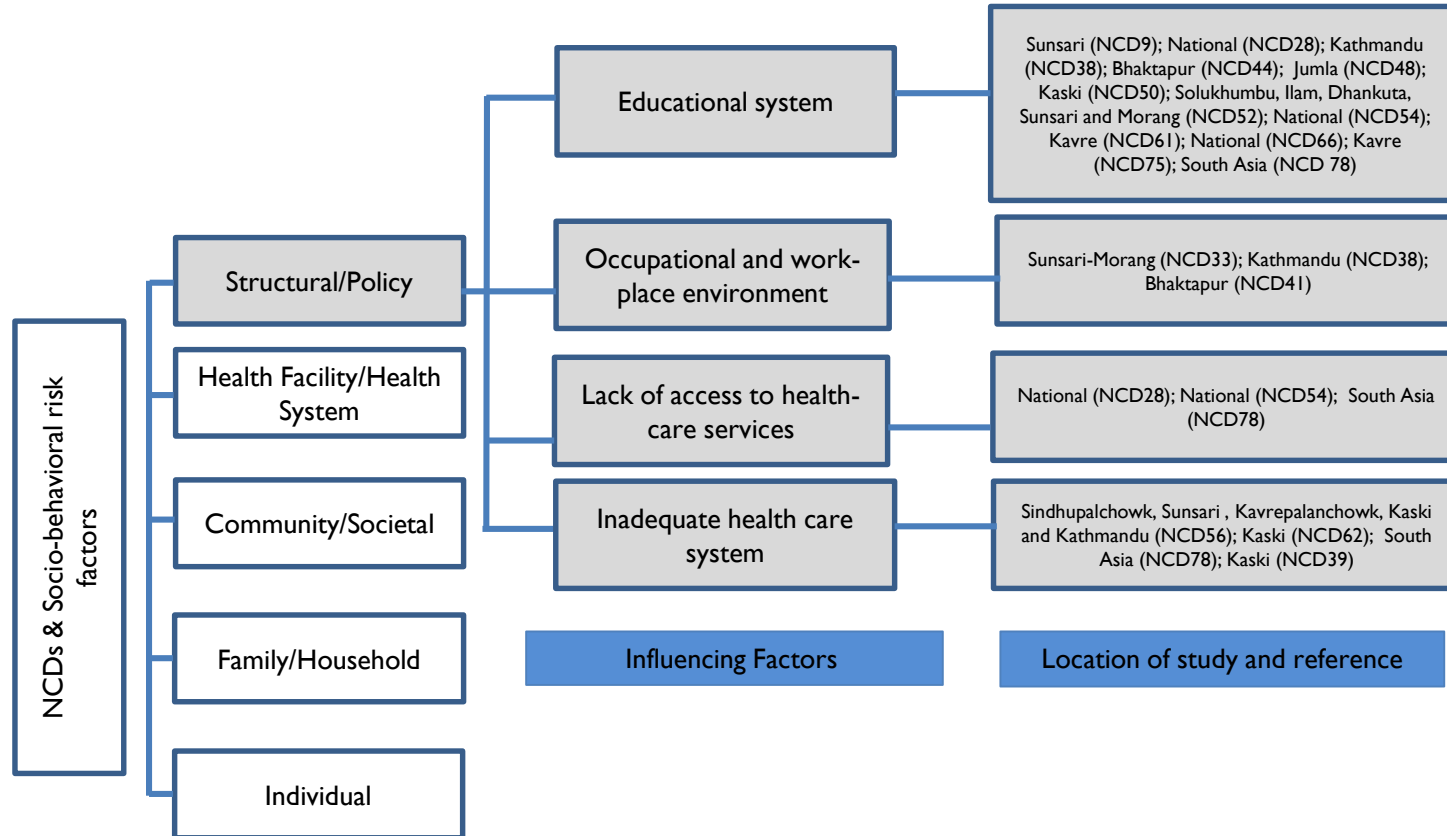 NCDs & Socio-behavioral risk
factors
Structural/Policy
Health Facility/Health
System
Community/Societal
Family/Household
Individual
Educational system
Occupational and work-
place environment
Lack of access to health-
care services
Inadequate health care
system
Influencing Factors
Sunsari (NCD9); National (NCD28); Kathmandu
(NCD38); Bhaktapur (NCD44); Jumla (NCD48);
Kaski (NCD50); Solukhumbu, Ilam, Dhankuta,
Sunsari and Morang (NCD52); National (NCD54);
Kavre (NCD61); National (NCD66); Kavre
(NCD75); South Asia (NCD 78)
Sunsari-Morang (NCD33); Kathmandu (NCD38);
Bhaktapur (NCD41)
National (NCD28); National (NCD54); South Asia
(NCD78)
Sindhupalchowk, Sunsari , Kavrepalanchowk, Kaski
and Kathmandu (NCD56); Kaski (NCD62); South
Asia (NCD78); Kaski (NCD39)
Location of study and reference